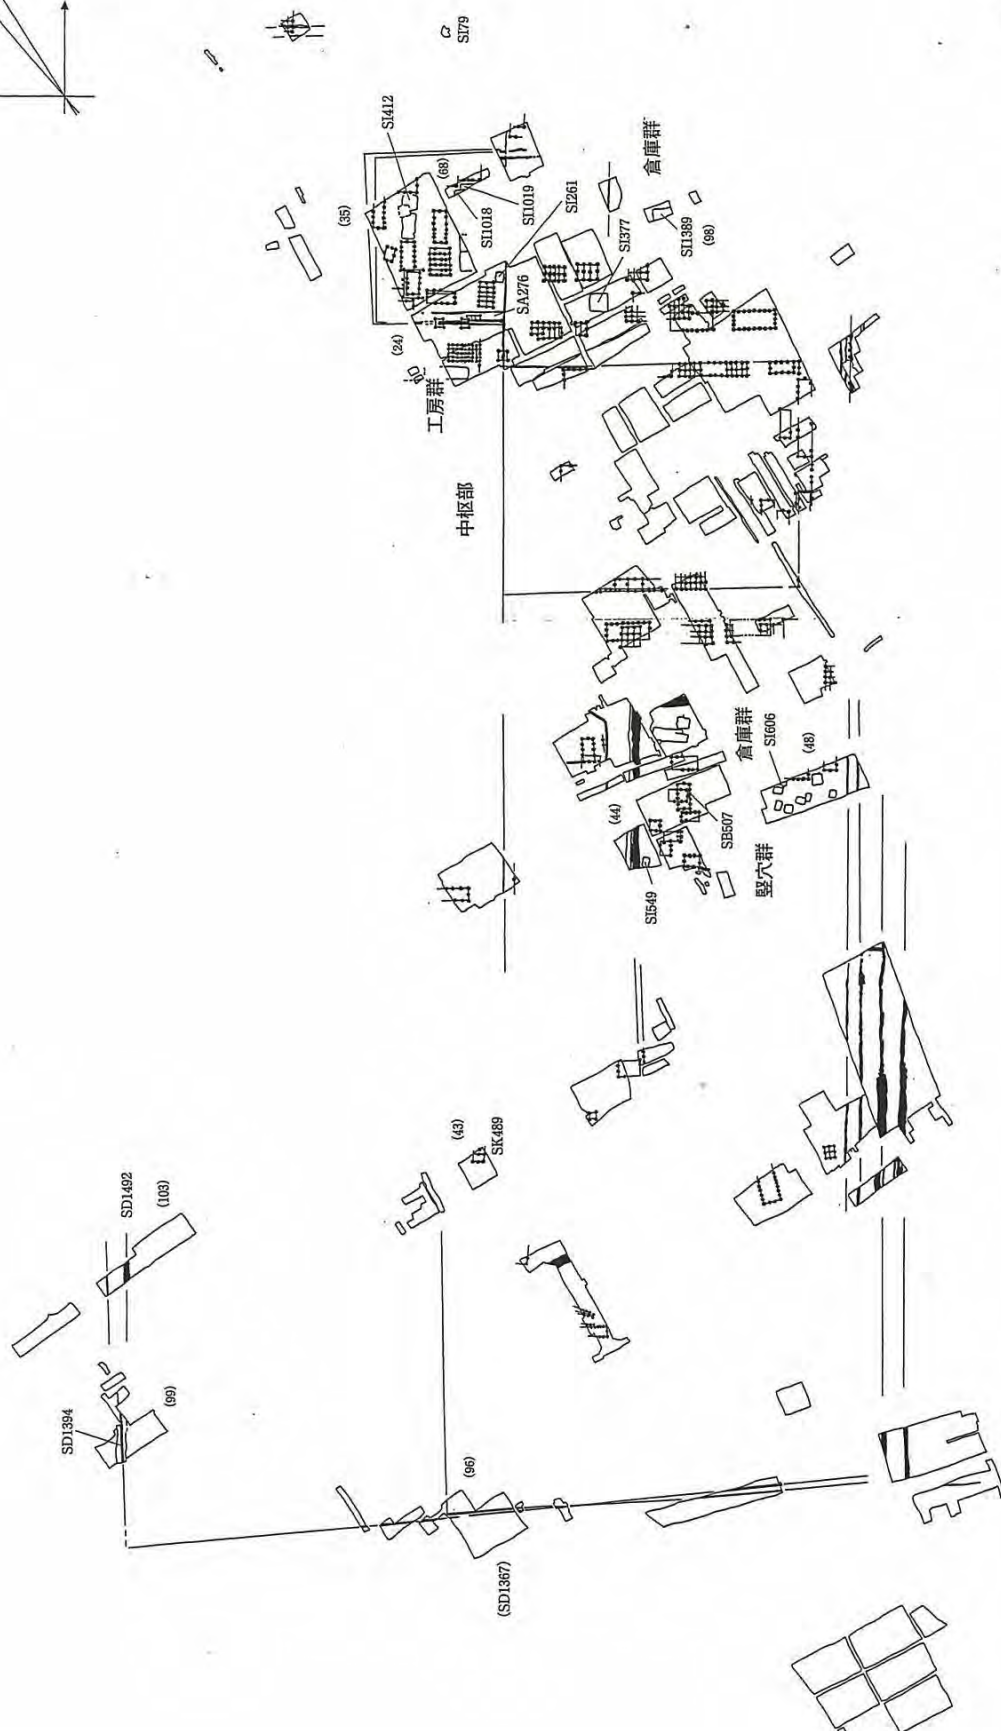 SI79
SI412
(35)
(68)
SI1018
SI1019
SI261
倉庫群
SI377
SI1389
(98)
SA276
(24)
工房群
中枢部
倉庫群
SI606
(48)
(44)
SB507
SI549
竪穴群
(43)
SK489
SD1492
(103)
SD1394
(99)
(96)
(SD1367)